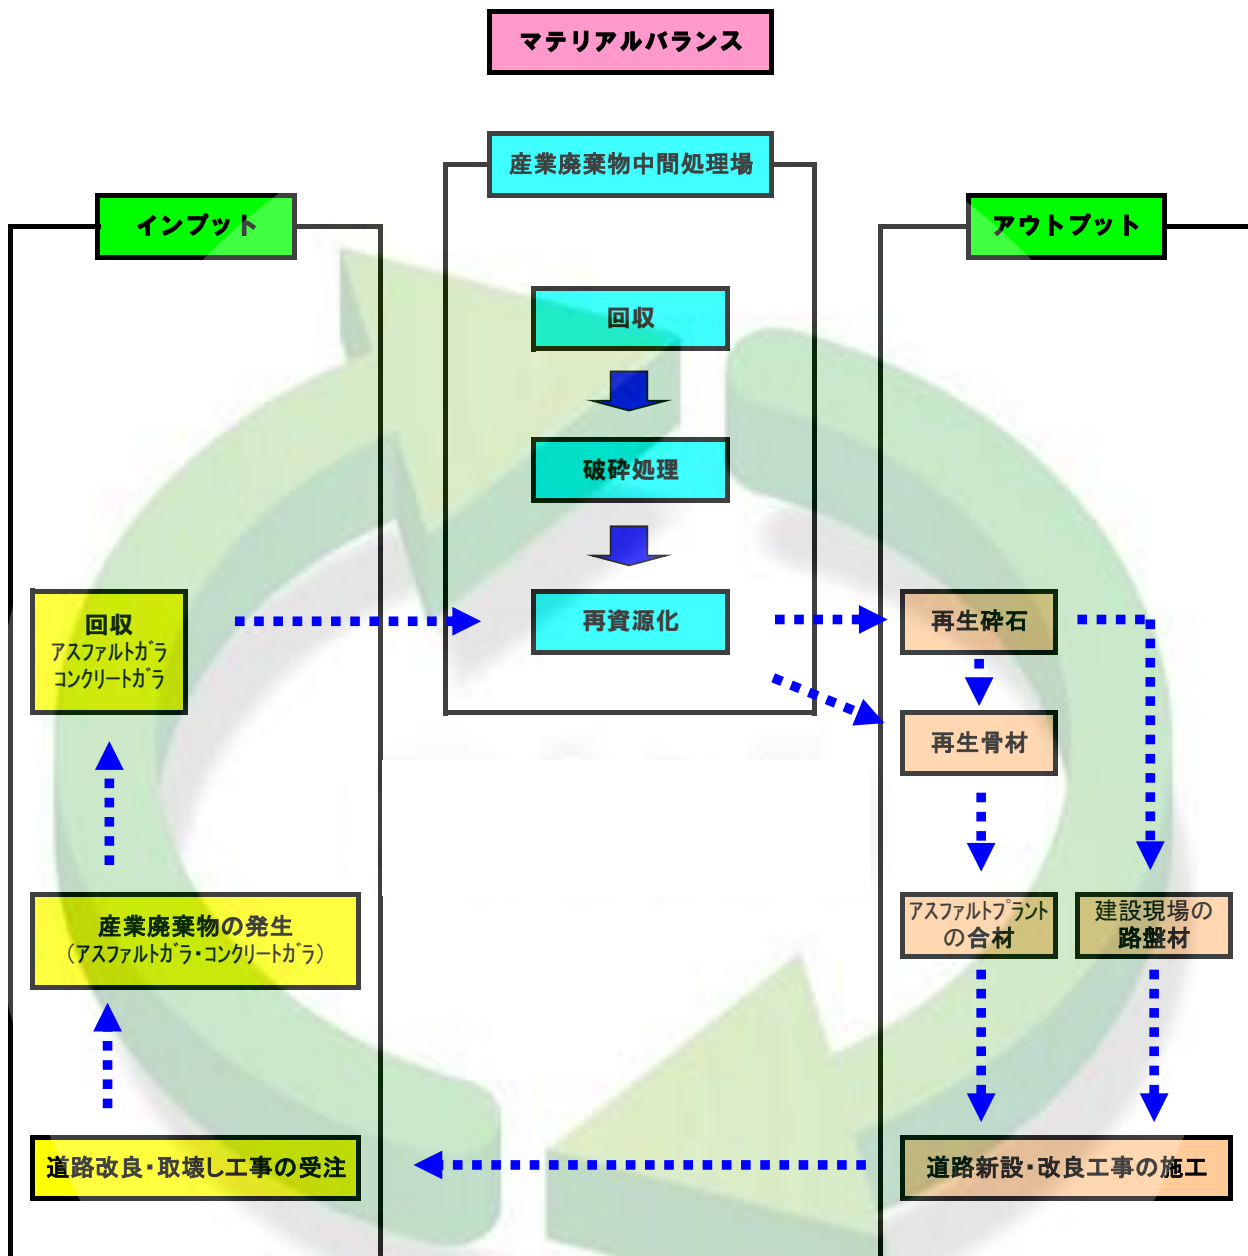 マテリアルバランス
産業廃棄物中間処理場
インプット
アウトプット
回収
破砕処理
再資源化
回収
アスファルトガラ
コンクリートガラ
産業廃棄物の発生
（アスファルトガラ・コンクリートガラ）
道路改良・取壊し工事の受注
再生砕石
再生骨材
アスファルトプラント
の合材
建設現場の
路盤材
道路新設・改良工事の施工